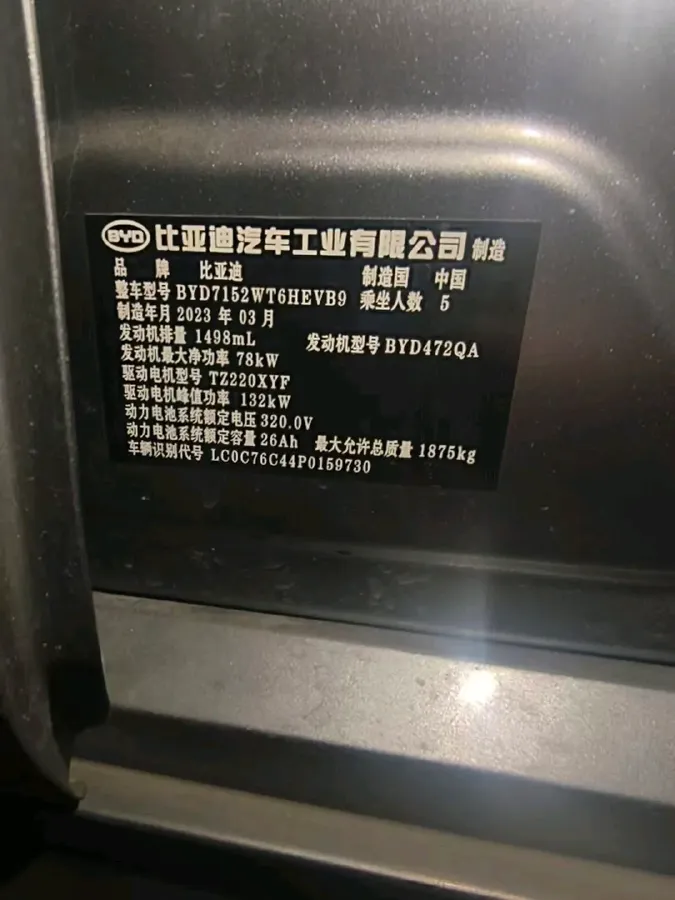 BYD 比亚迪汽车工业有限公司 制造
品 牌 比亚迪 制造国 中国
整车型号 BYD7152WT6HEVB9 乘坐人数 5
制造年月 2023 年 03 月
发动机排量 1498mL 发动机型号 BYD472QA
发动机最大净功率 78kW
驱动电机型号 TZ220XYF
驱动电机峰值功率 132kW
动力电池系统额定电压 320.0V
动力电池系统额定容量 26Ah 最大允许总质量 1875kg
车辆识别代号 LC0C76C44P0159730